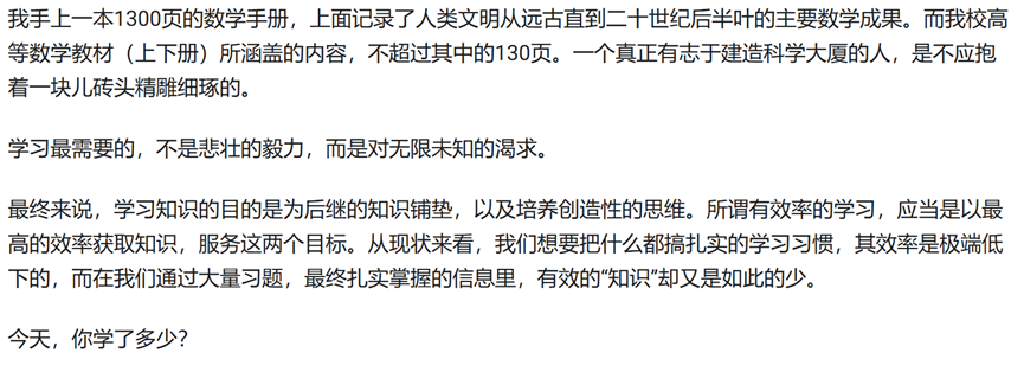 我手上一本1300页的数学手册，上面记录了人类文明从远古直到二十世纪后半叶的主要数学成果。而我校高
等数学教材（上下册）所涵盖的内容，不超过其中的130页。一个真正有志于建造科学大厦的人，是不应抱
着一块儿砖头精雕细琢的。
学习最需要的，不是悲壮的毅力，而是对无限未知的渴求。
最终来说，学习知识的目的是为后继的知识铺垫，以及培养创造性的思维。所谓有效率的学习，应当是以最
高的效率获取知识，服务这两个目标。从现状来看，我们想要把什么都搞扎实的学习习惯，其效率是极端低
下的，而在我们通过大量习题，最终扎实掌握的信息里，有效的“知识”却又是如此的少。
今天，你学了多少？